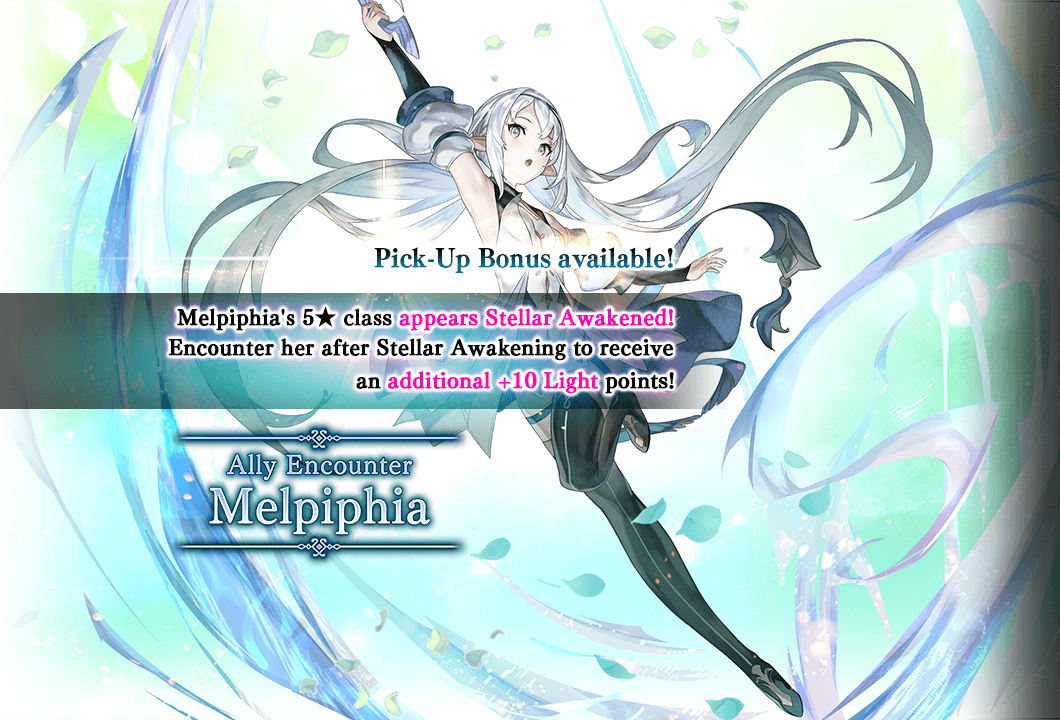 Pick-Up Bonus available!
Melpiphia's 5★ class appears Stellar Awakened!
Encounter her after Stellar Awakening to receive
an additional +10 Light points!
Ally Encounter
Melpiphia